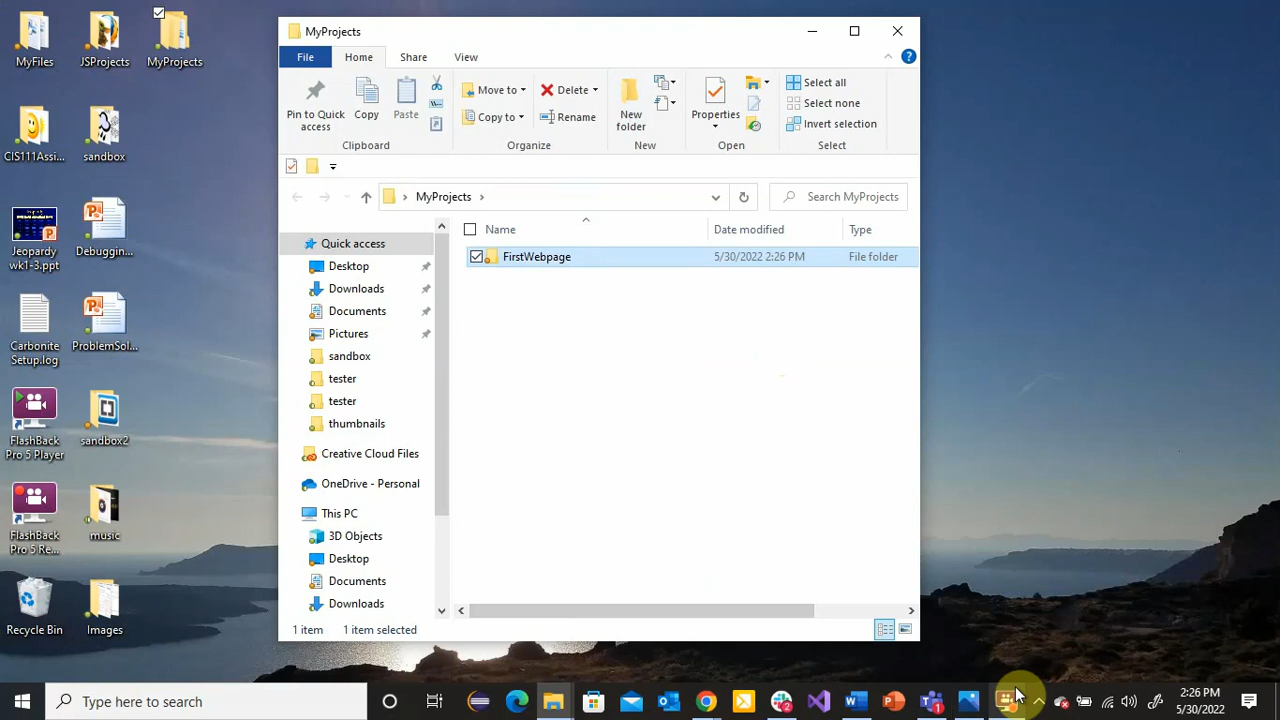 MyFiles
JSProjects
MyProjects
CIS111Assi...
sandbox
Jeopardy
wk1-3.ppt
Debuggin...
Carbonite
Setup.log
ProblemSol...
FlashBack
Pro 5 Player
sandbox2
FlashBack
Pro 5 Re...
music
Recycle Bin
Images
MyProjects
File
Home
Share
View
Pin to Quick
access
Copy
Paste
Clipboard
Move to
Copy to
Delete
Rename
Organize
New
folder
New
Properties
Open
Select all
Select none
Invert selection
Select
MyProjects
Search MyProjects
Name
Date modified
Type
FirstWebpage
5/30/2022 2:26 PM
File folder
Quick access
Desktop
Downloads
Documents
Pictures
sandbox
tester
tester
thumbnails
Creative Cloud Files
OneDrive - Personal
This PC
3D Objects
Desktop
Documents
Downloads
1 item
1 item selected
Type here to search
2:26 PM
5/30/2022